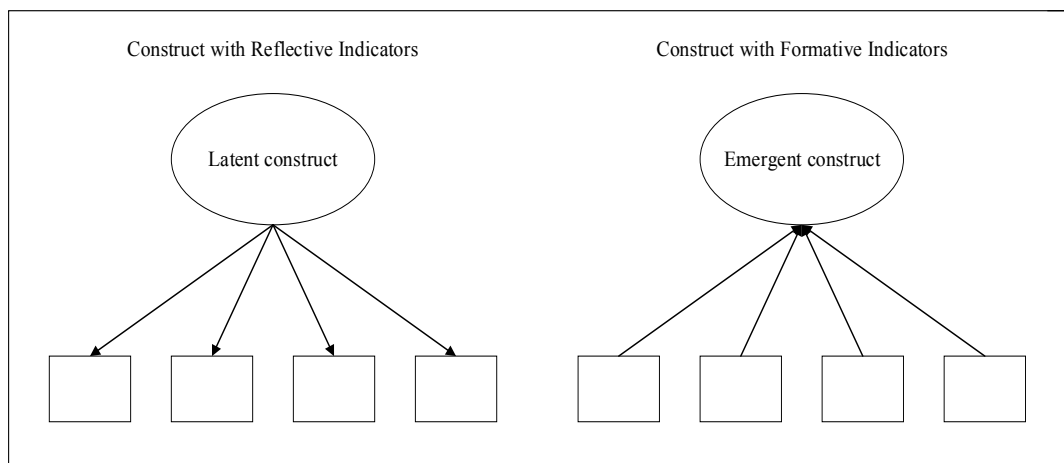 Construct with Reflective Indicators
Construct with Formative Indicators
Latent construct
Emergent construct